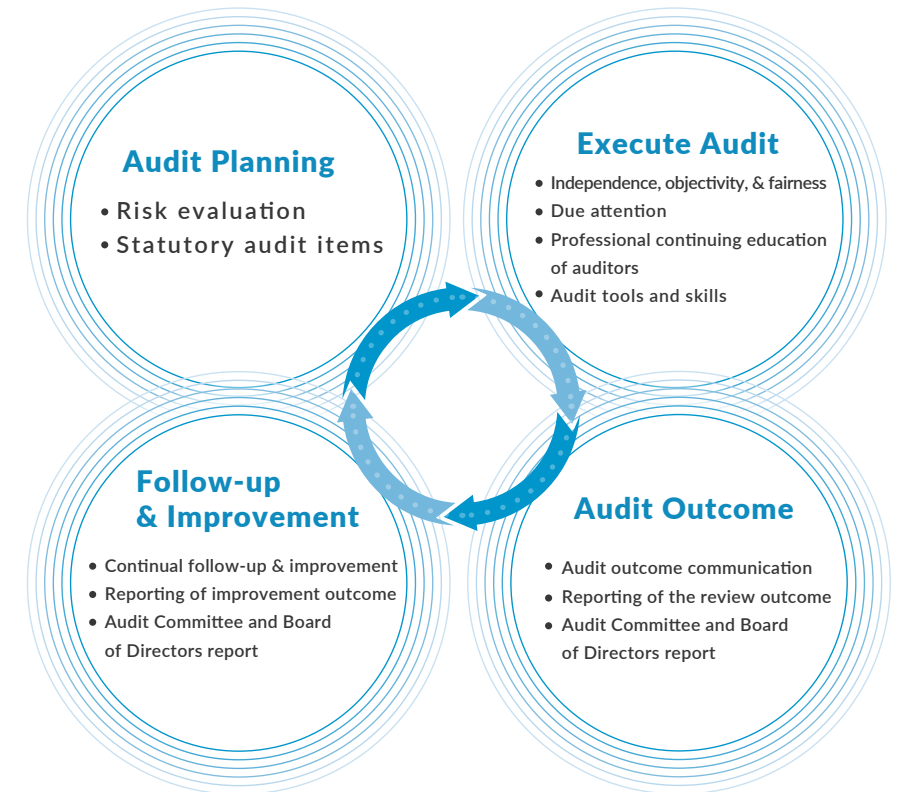 Audit Planning
• Risk evaluation
• Statutory audit items
Execute Audit
• Independence, objectivity, & fairness
• Due attention
• Professional continuing education
of auditors
• Audit tools and skills
Follow-up
& Improvement
• Continual follow-up & improvement
• Reporting of improvement outcome
• Audit Committee and Board
of Directors report
Audit Outcome
• Audit outcome communication
• Reporting of the review outcome
• Audit Committee and Board
of Directors report